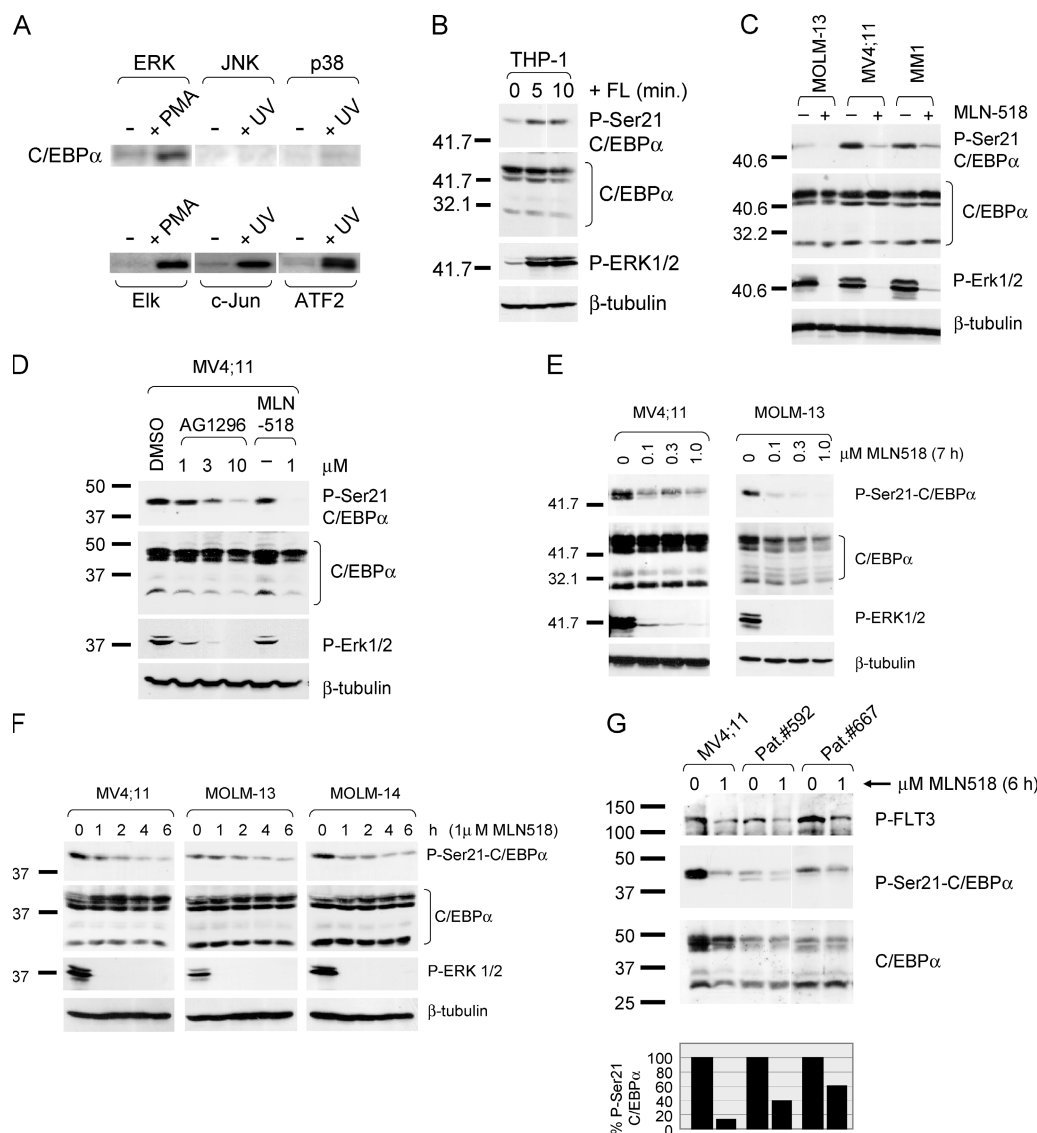 A
ERK JNK p38
- + PMA - + UV - + UV
C/EBPα
- + PMA - + UV - + UV
Elk c-Jun ATF2
B
THP-1
0 5 10 + FL (min.)
P-Ser21
C/EBPα
41.7
41.7
32.1
C/EBPα
41.7
P-ERK1/2
β-tubulin
C
MOLM-13 MV4;11 MM1
– + – + – + MLN-518
P-Ser21
C/EBPα
40.6
40.6
32.2
C/EBPα
40.6
P-Erk1/2
β-tubulin
D
MV4;11
DMSO AG1296 MLN
-518
1 3 10 – 1 μM
50
37
P-Ser21
C/EBPα
50
37
C/EBPα
37
P-Erk1/2
β-tubulin
E
MV4;11 MOLM-13
0 0.1 0.3 1.0 0 0.1 0.3 1.0 μM MLN518 (7 h)
41.7
P-Ser21-C/EBPα
41.7
32.1
C/EBPα
41.7
P-ERK1/2
β-tubulin
F
MV4;11 MOLM-13 MOLM-14
0 1 2 4 6 0 1 2 4 6 0 1 2 4 6 h (1μM MLN518)
P-Ser21-C/EBPα
37
37
C/EBPα
37
P-ERK 1/2
β-tubulin
G
MV4;11 Pat.#592 Pat.#667
0 1 0 1 0 1 μM MLN518 (6 h)
150
100
P-FLT3
50
37
P-Ser21-C/EBPα
50
37
25
C/EBPα
% P-Ser21
C/EBPα
100
80
60
40
20
0